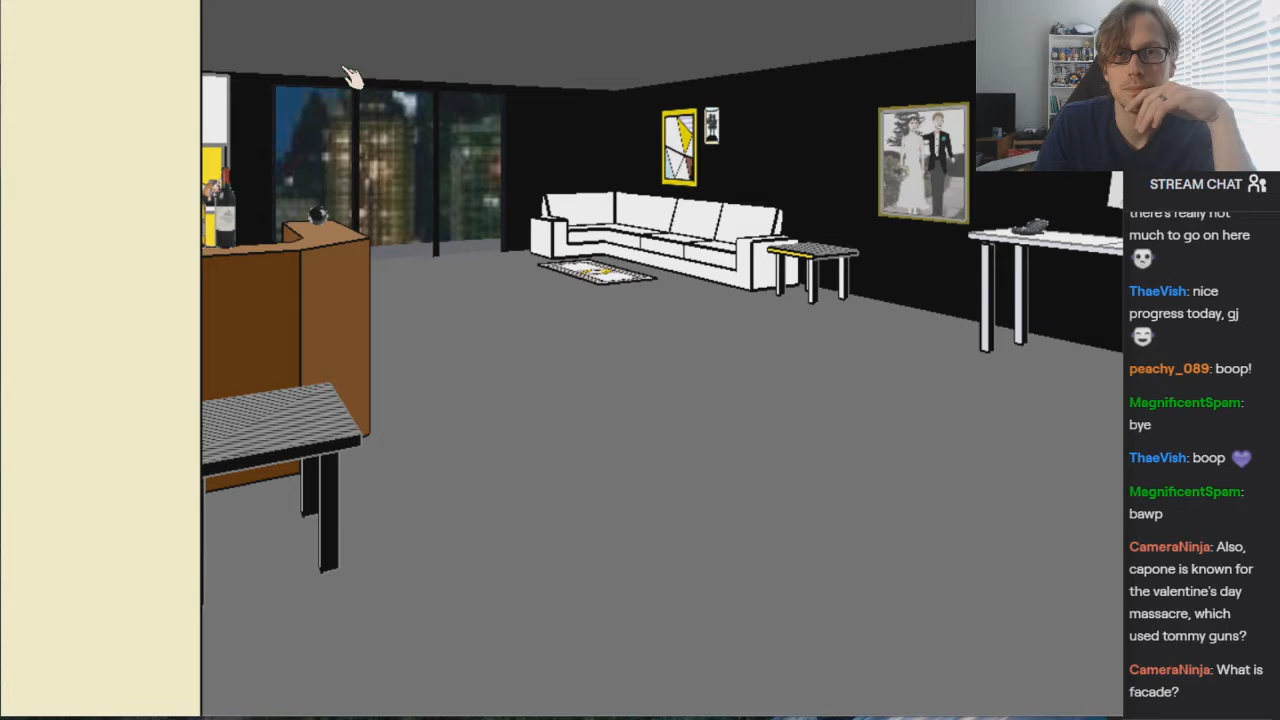 STREAM CHAT
there's really not
much to go on here
ThaeVish: nice
progress today, gj
peachy_089: boop!
MagnificentSpam:
bye
ThaeVish: boop
MagnificentSpam:
bawp
CameraNinja: Also,
capone is known for
the valentine's day
massacre, which
used tommy guns?
CameraNinja: What is
facade?